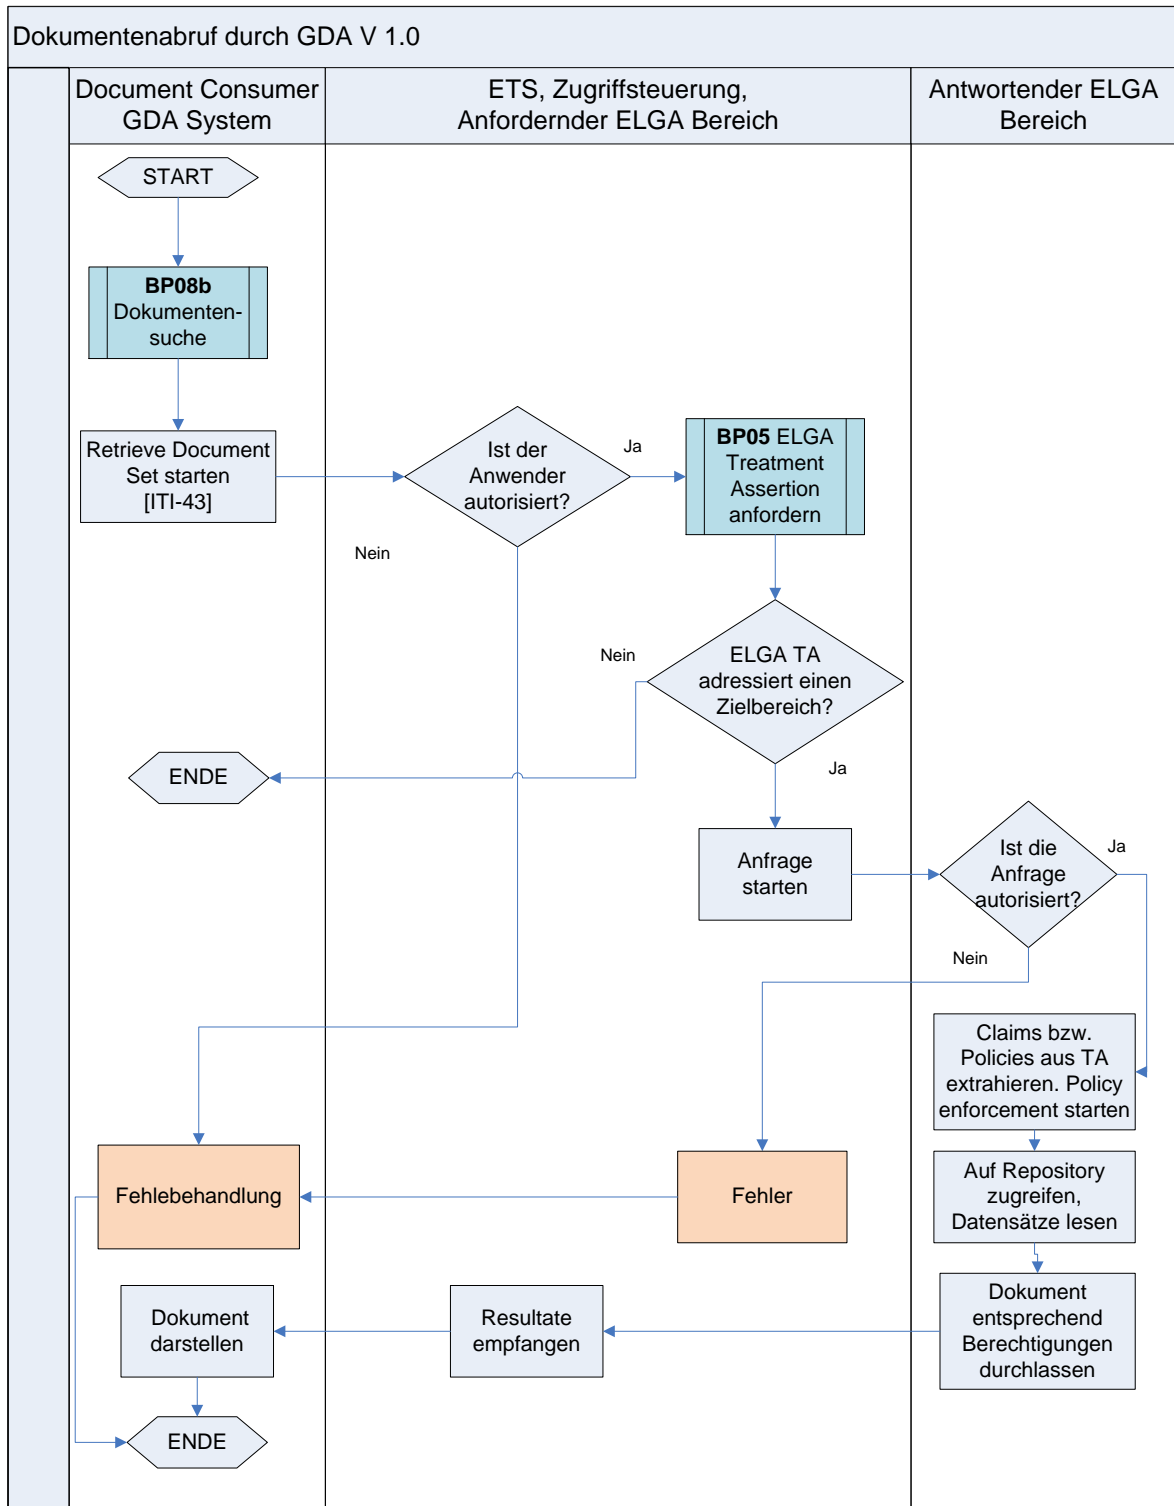 Dokumentenabruf durch GDA V 1.0
Document Consumer
GDA System
ETS, Zugriffsteuerung,
Anfordernder ELGA Bereich
Antwortender ELGA
Bereich
START
BP08b
Dokumenten-
suche
Retrieve Document
Set starten
[ITI-43]
Ist der
Anwender
autorisiert?
Ja
Nein
BP05 ELGA
Treatment
Assertion
anfordern
ELGA TA
adressiert einen
Zielbereich?
Nein
Ja
ENDE
Anfrage
starten
Ist die
Anfrage
autorisiert?
Ja
Nein
Claims bzw.
Policies aus TA
extrahieren. Policy
enforcement starten
Fehlebehandlung
Fehler
Auf Repository
zugreifen,
Datensätze lesen
Dokument
darstellen
Resultate
empfangen
Dokument
entsprechend
Berechtigungen
durchlassen
ENDE